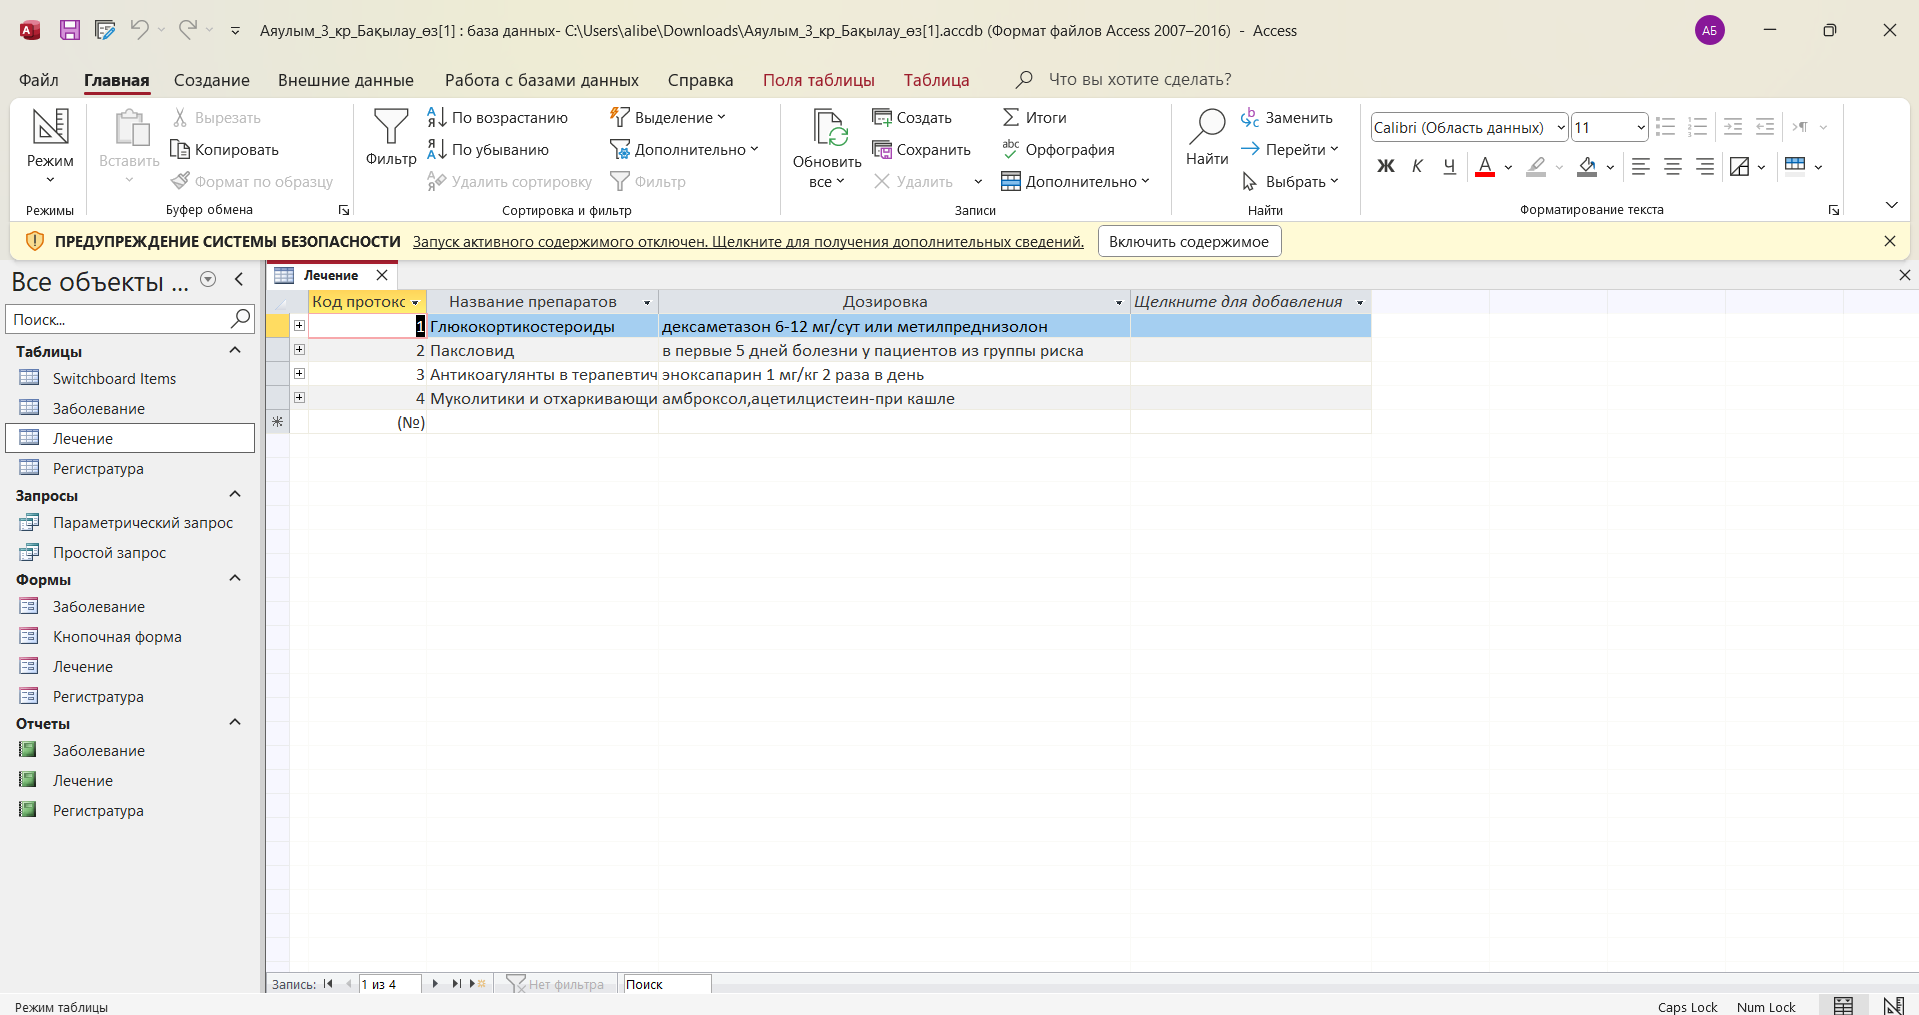 Аяулым_3_кр_Бақылау_өз[1] : база данных- C:\Users\alibe\Downloads\Аяулым_3_кр_Бақылау_өз[1].accdb (Формат файлов Access 2007–2016) - Access
АБ
Файл Главная Создание Внешние данные Работа с базами данных Справка Поля таблицы Таблица Что вы хотите сделать?
Режим
Режимы
Вставить
Вырезать
Копировать
Формат по образцу
Буфер обмена
Фильтр
По возрастанию
По убыванию
Удалить сортировку
Выделение
Дополнительно
Фильтр
Сортировка и фильтр
Обновить
все
Создать
Сохранить
Удалить
Итоги
Орфография
Дополнительно
Записи
Найти
Заменить
Перейти
Выбрать
Найти
Calibri (Область данных) 11
Ж К Ч
Форматирование текста
ПРЕДУПРЕЖДЕНИЕ СИСТЕМЫ БЕЗОПАСНОСТИ Запуск активного содержимого отключен. Щелкните для получения дополнительных сведений. Включить содержимое
Все объекты ...
Поиск...
Таблицы
Switchboard Items
Заболевание
Лечение
Регистратура
Запросы
Параметрический запрос
Простой запрос
Формы
Заболевание
Кнопочная форма
Лечение
Регистратура
Отчеты
Заболевание
Лечение
Регистратура
Лечение
Код протокс Название препаратов Дозировка Щелкните для добавления
1 Глюкокортикостероиды дексаметазон 6-12 мг/сут или метилпреднизолон
2 Паксловид в первые 5 дней болезни у пациентов из группы риска
3 Антикоагулянты в терапевтич эноксапарин 1 мг/кг 2 раза в день
4 Муколитики и отхаркивающи амброксол,ацетилцистеин-при кашле
(№)
Запись: 1 из 4 Нет фильтра Поиск
Режим таблицы Caps Lock Num Lock